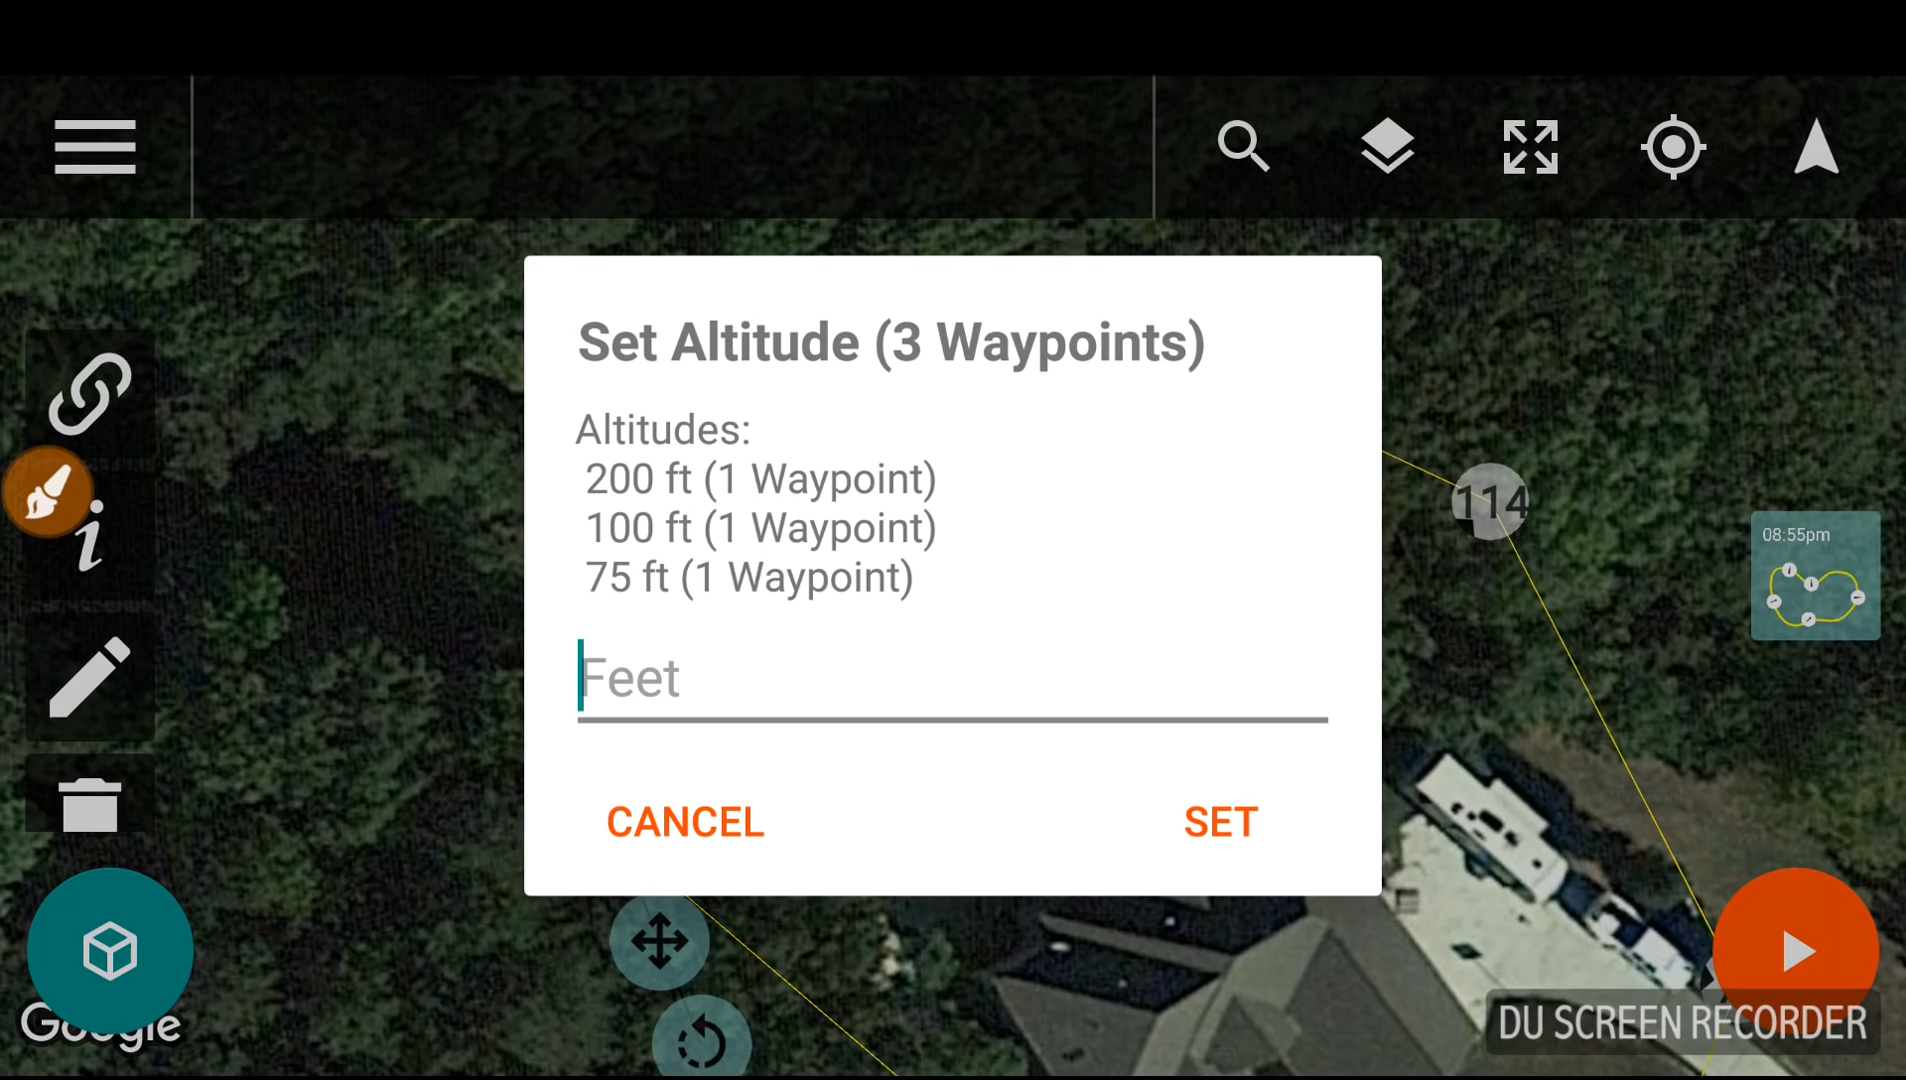 Set Altitude (3 Waypoints)
Altitudes:
200 ft (1 Waypoint)
100 ft (1 Waypoint)
75 ft (1 Waypoint)
114
08:55pm
Feet
CANCEL
SET
Google
DU SCREEN RECORDER